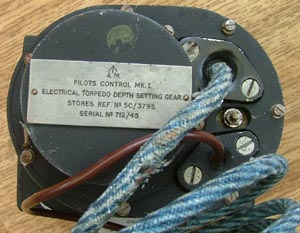 A.M.
PILOTS CONTROL MK.I.
ELECTRICAL TORPEDO DEPTH SETTING GEAR.
STORES REF. Nº 5C/3795.
SERIAL Nº 712/45.